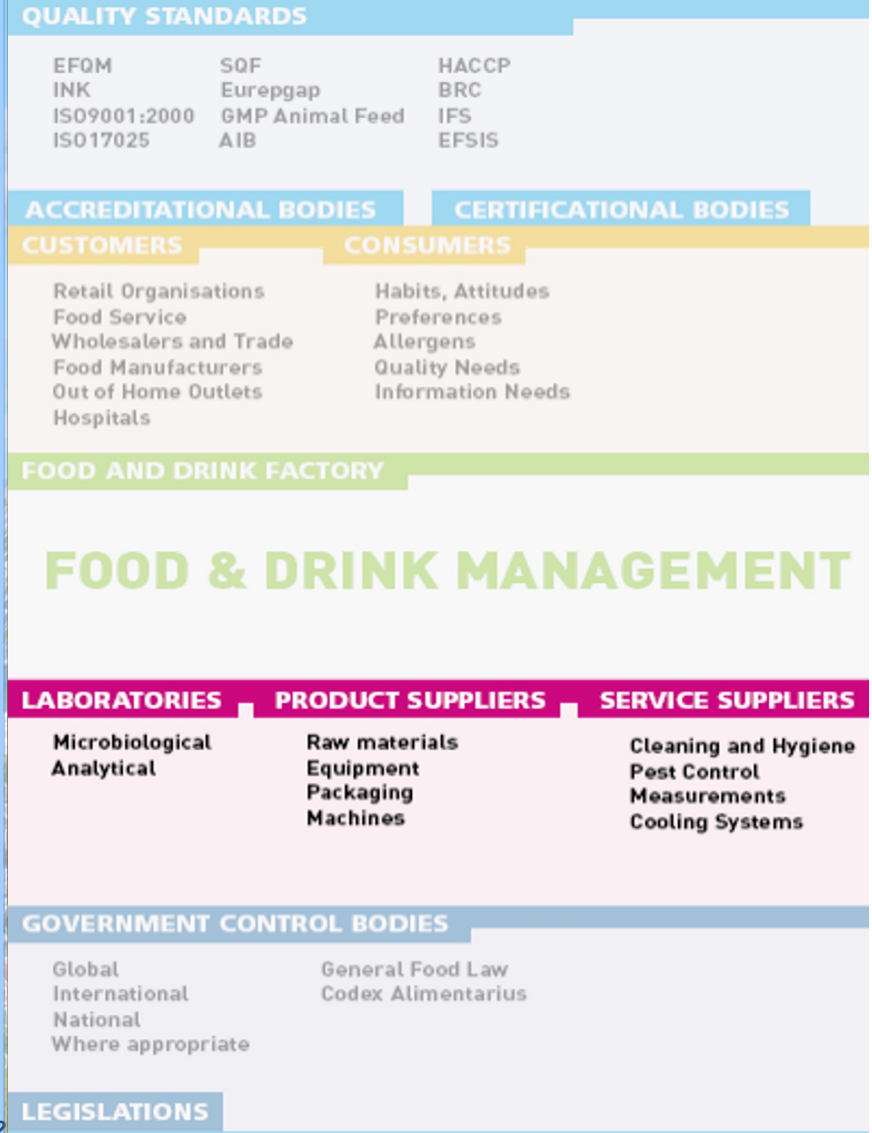 QUALITY STANDARDS
EFQM SQF HACCP
INK Eurepgap BRC
ISO9001:2000 GMP Animal Feed IFS
ISO17025 AIB EFSIS
ACCREDITATIONAL BODIES CERTIFICATIONAL BODIES
CUSTOMERS CONSUMERS
Retail Organisations Habits, Attitudes
Food Service Preferences
Wholesalers and Trade Allergens
Food Manufacturers Quality Needs
Out of Home Outlets Information Needs
Hospitals
FOOD AND DRINK FACTORY
FOOD & DRINK MANAGEMENT
LABORATORIES PRODUCT SUPPLIERS SERVICE SUPPLIERS
Microbiological Raw materials Cleaning and Hygiene
Analytical Equipment Pest Control
Packaging Measurements
Machines Cooling Systems
GOVERNMENT CONTROL BODIES
Global General Food Law
International Codex Alimentarius
National
Where appropriate
LEGISLATIONS